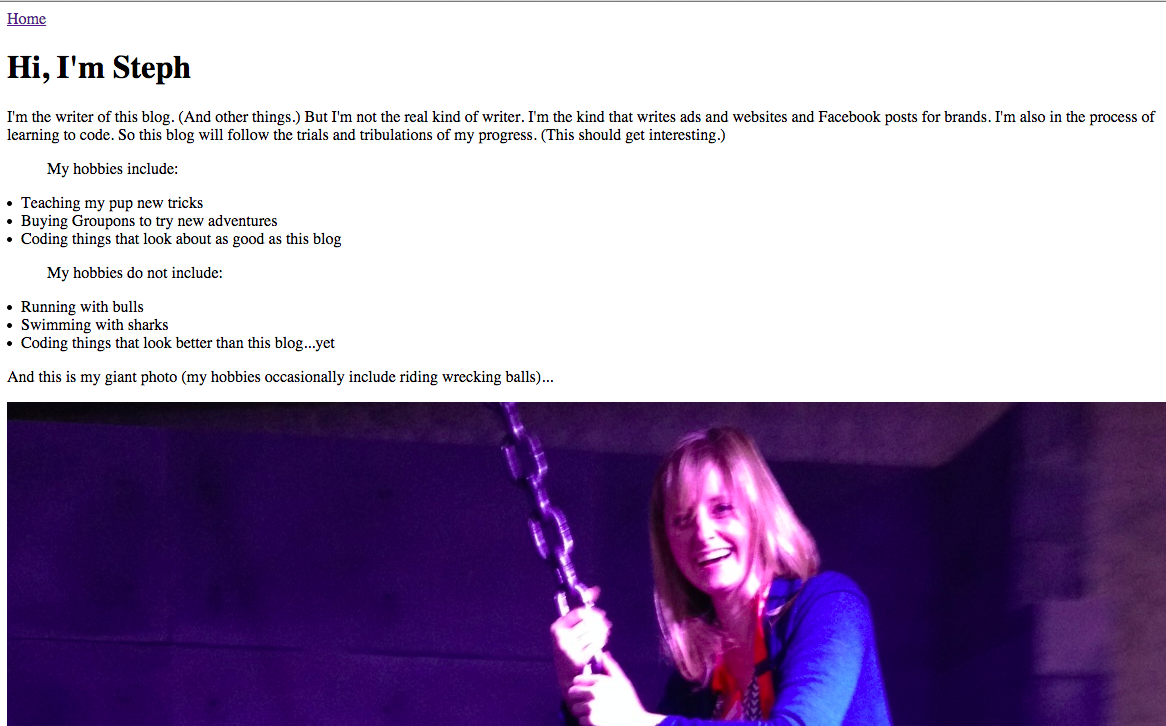 Home
Hi, I'm Steph
I'm the writer of this blog. (And other things.) But I'm not the real kind of writer. I'm the kind that writes ads and websites and Facebook posts for brands. I'm also in the process of
learning to code. So this blog will follow the trials and tribulations of my progress. (This should get interesting.)
My hobbies include:
• Teaching my pup new tricks
• Buying Groupons to try new adventures
• Coding things that look about as good as this blog
My hobbies do not include:
• Running with bulls
• Swimming with sharks
• Coding things that look better than this blog...yet
And this is my giant photo (my hobbies occasionally include riding wrecking balls)...